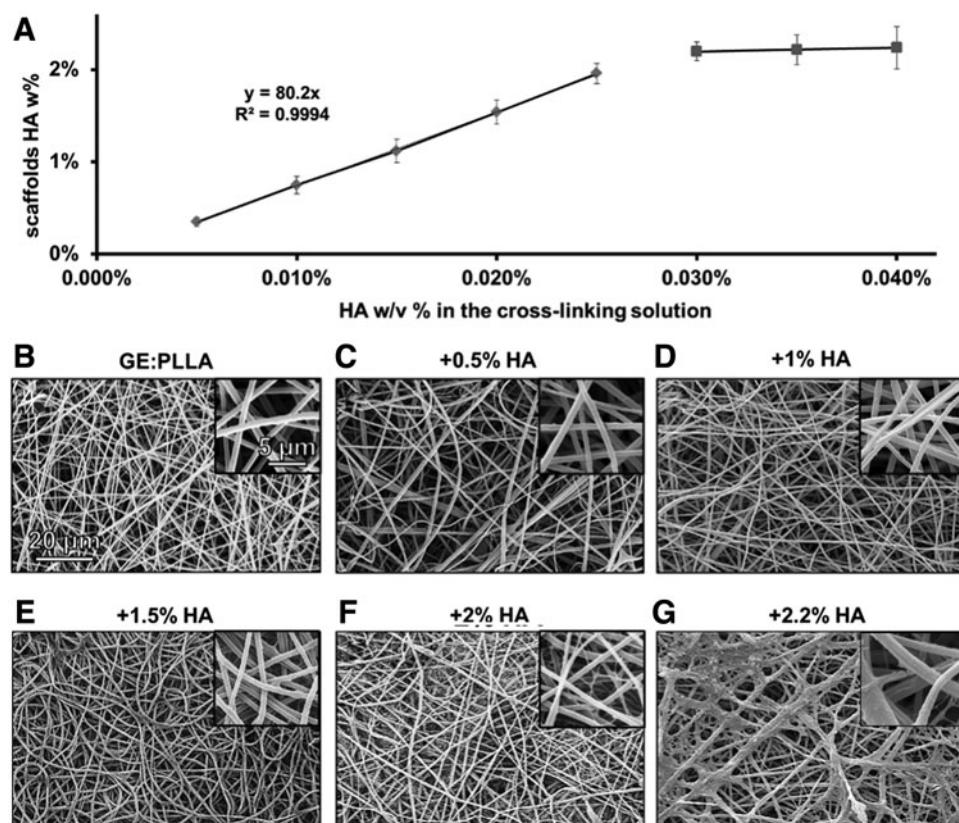 A
scaffolds HA w%
2%
1%
0%
y = 80.2x
R² = 0.9994
0.000%
0.010%
0.020%
0.030%
0.040%
HA w/v % in the cross-linking solution
B
GE:PLLA
5 µm
20 µm
C
+0.5% HA
D
+1% HA
E
+1.5% HA
F
+2% HA
G
+2.2% HA